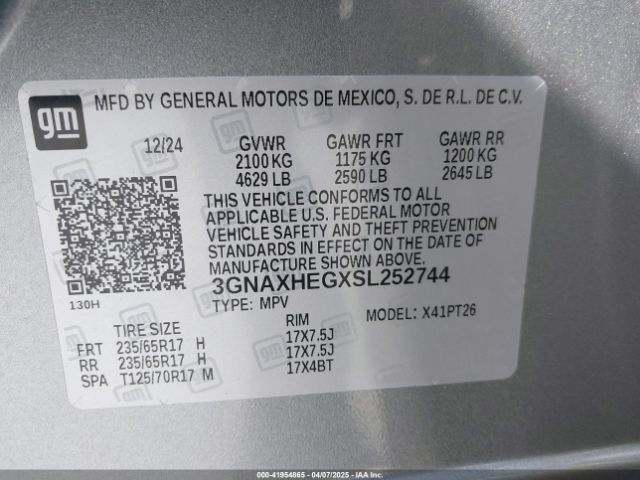 gm
MFD BY GENERAL MOTORS DE MEXICO, S. DE R.L. DE C.V.
12/24 GVWR GAWR FRT GAWR RR
2100 KG 1175 KG 1200 KG
4629 LB 2590 LB 2645 LB
THIS VEHICLE CONFORMS TO ALL
APPLICABLE U.S. FEDERAL MOTOR
VEHICLE SAFETY AND THEFT PREVENTION
STANDARDS IN EFFECT ON THE DATE OF
MANUFACTURE SHOWN ABOVE.
3GNAXHEGXSL252744
130H
TYPE: MPV MODEL: X41PT26
TIRE SIZE RIM
FRT 235/65R17 H 17X7.5J
RR 235/65R17 H 17X7.5J
SPA T125/70R17 M 17X4BT
000-41954865 - 04/07/2025 - IAA Inc.